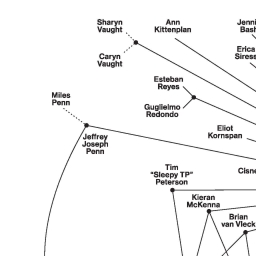 Sharyn
Vaught
Ann
Kittenplan
Caryn
Vaught
Esteban
Reyes
Guglielmo
Redondo
Miles
Penn
Jeffrey
Joseph
Penn
Eliot
Kornspan
Tim
"Sleepy TP"
Peterson
Kieran
McKenna
Brian
van Vleck
Erica